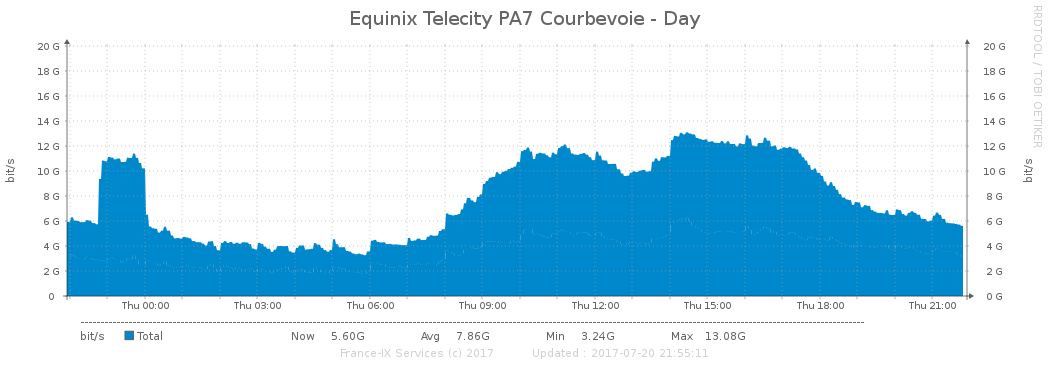 Equinix Telecity PA7 Courbevoie - Day
RRDTOOL / TOBI OETIKER
bit/s
20 G 20 G
18 G 18 G
16 G 16 G
14 G 14 G
12 G 12 G
10 G 10 G
8 G 8 G
6 G 6 G
4 G 4 G
2 G 2 G
0 0 G
bit/s
Thu 00:00 Thu 03:00 Thu 06:00 Thu 09:00 Thu 12:00 Thu 15:00 Thu 18:00 Thu 21:00
bit/s Total Now 5.60G Avg 7.86G Min 3.24G Max 13.08G
France-IX Services (c) 2017 Updated : 2017-07-20 21:55:11